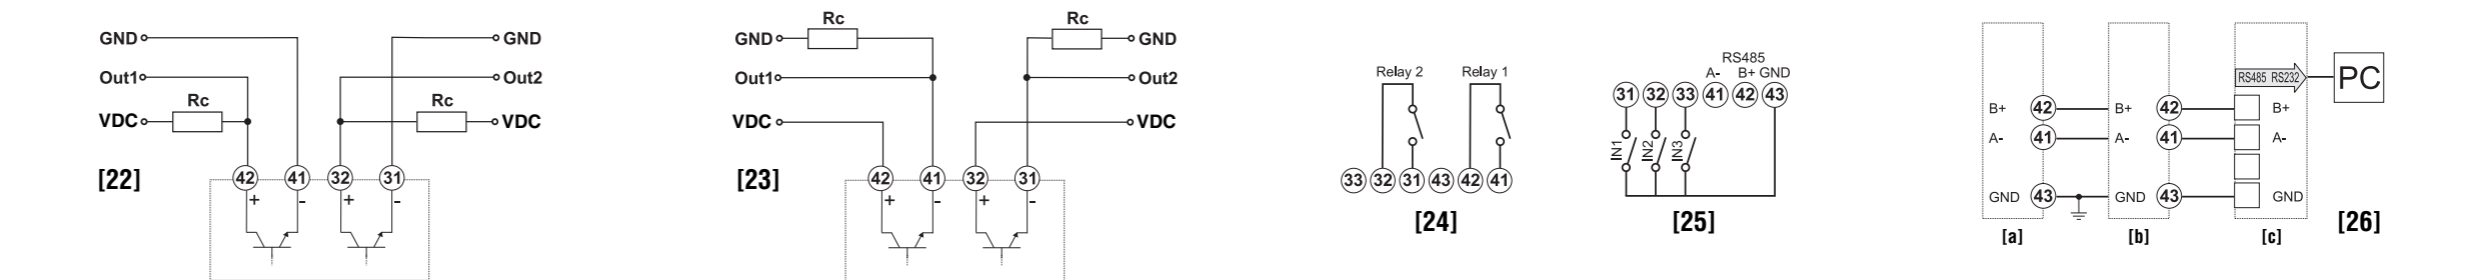 GND
Out1
VDC
Rc
GND
Out2
Rc
VDC
[22]
42 41 32 31
+ - + -
Rc
GND
Out1
VDC
Rc
GND
Out2
VDC
[23]
42 41 32 31
+ - + -
Relay 2 Relay 1
33 32 31 43 42 41
[24]
RS485
A- B+ GND
31 32 33 41 42 43
IN1 IN2 IN3
[25]
RS485 RS232 PC
B+ 42 B+ 42 B+
A- 41 A- 41 A-
GND 43 GND 43 GND
[a] [b] [c]
[26]